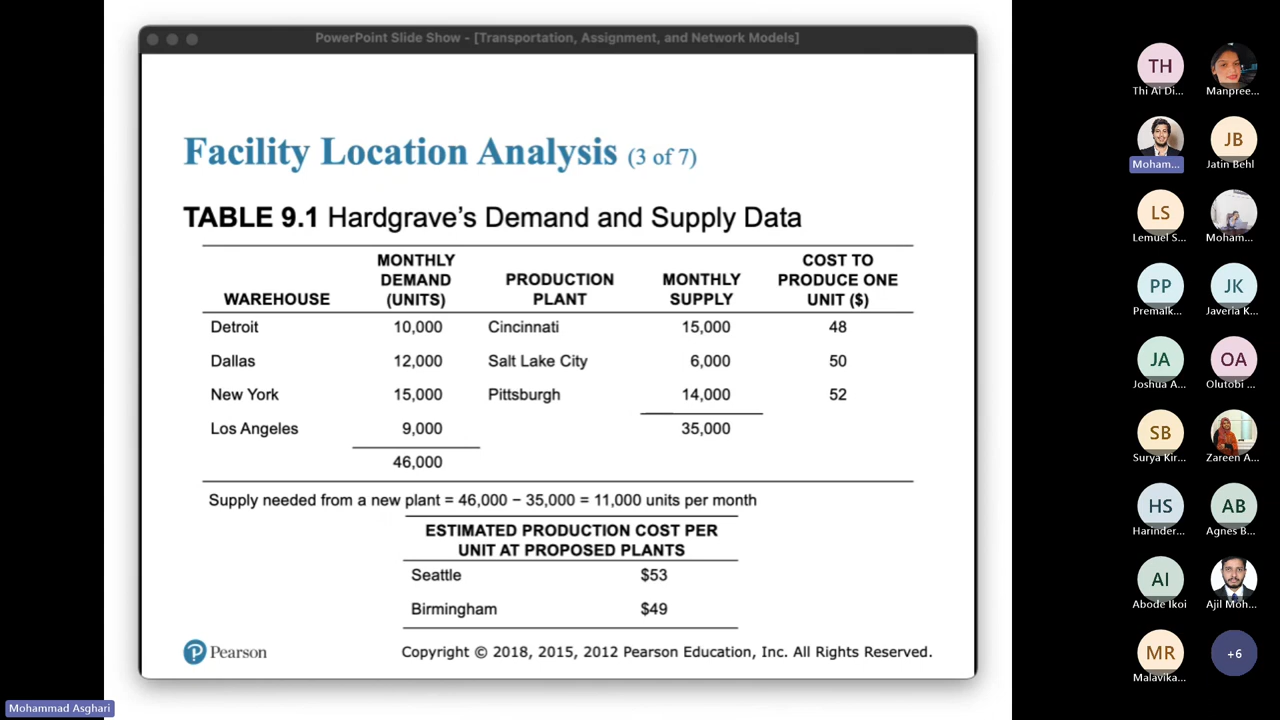 PowerPoint Slide Show - [Transportation, Assignment, and Network Models]
Facility Location Analysis (3 of 7)
TABLE 9.1 Hardgrave's Demand and Supply Data
WAREHOUSE MONTHLY DEMAND (UNITS) PRODUCTION PLANT MONTHLY SUPPLY COST TO PRODUCE ONE UNIT ($)
Detroit 10,000 Cincinnati 15,000 48
Dallas 12,000 Salt Lake City 6,000 50
New York 15,000 Pittsburgh 14,000 52
Los Angeles 9,000 35,000
46,000
Supply needed from a new plant = 46,000 − 35,000 = 11,000 units per month
ESTIMATED PRODUCTION COST PER
UNIT AT PROPOSED PLANTS
Seattle $53
Birmingham $49
Pearson
Copyright © 2018, 2015, 2012 Pearson Education, Inc. All Rights Reserved.
TH
Thi Ai Di...
Manpree...
Moham...
JB
Jatin Behl
LS
Lemuel S...
Moham...
PP
Premalk...
JK
Javeria K...
JA
Joshua A...
OA
Olutobi ...
SB
Surya Kir...
Zareen A...
HS
Harinder...
AB
Agnes B...
AI
Abode Ikoi
Ajil Moh...
MR
Malavika...
+6
Mohammad Asghari